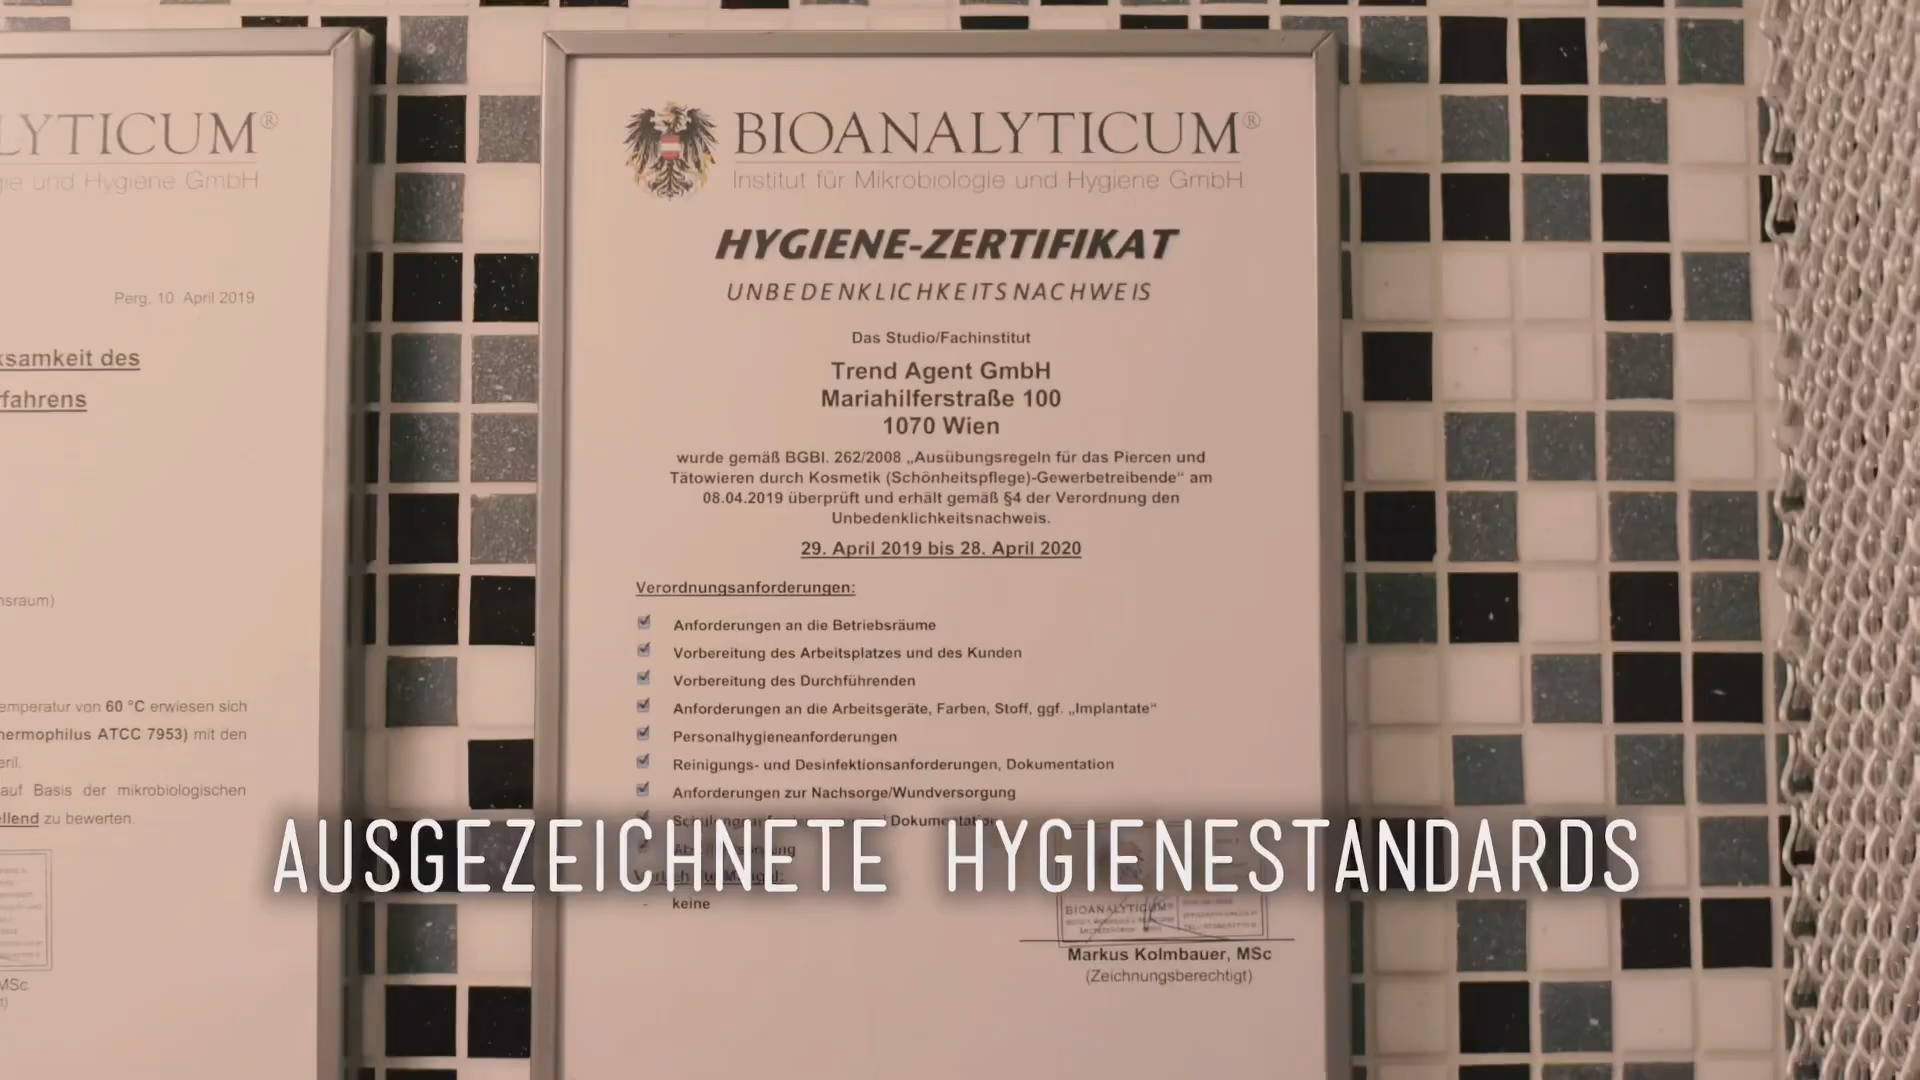 LYTICUM®
gie und Hygiene GmbH
Perg, 10 April 2019
ksamkeit des
rfahrens
nsraum)
emperatur von 60 °C erwiesen sich
hermophilus ATCC 7953) mit den
eril.
auf Basis der mikrobiologischen
ellend zu bewerten.
MSc
BIOANALYTICUM®
Institut für Mikrobiologie und Hygiene GmbH
HYGIENE-ZERTIFIKAT
UNBEDENKLICHKEITSNACHWEIS
Das Studio/Fachinstitut
Trend Agent GmbH
Mariahilferstraße 100
1070 Wien
wurde gemäß BGBl. 262/2008 „Ausübungsregeln für das Piercen und
Tätowieren durch Kosmetik (Schönheitspflege)-Gewerbetreibende“ am
08.04.2019 überprüft und erhält gemäß §4 der Verordnung den
Unbedenklichkeitsnachweis.
29. April 2019 bis 28. April 2020
Verordnungsanforderungen:
Anforderungen an die Betriebsräume
Vorbereitung des Arbeitsplatzes und des Kunden
Vorbereitung des Durchführenden
Anforderungen an die Arbeitsgeräte, Farben, Stoff, ggf. „Implantate“
Personalhygieneanforderungen
Reinigungs- und Desinfektionsanforderungen, Dokumentation
Anforderungen zur Nachsorge/Wundversorgung
Dokumentation
AUSGEZEICHNETE HYGIENESTANDARDS
- keine
BIOANALYTICUM®
Markus Kolmbauer, MSc
(Zeichnungsberechtigt)